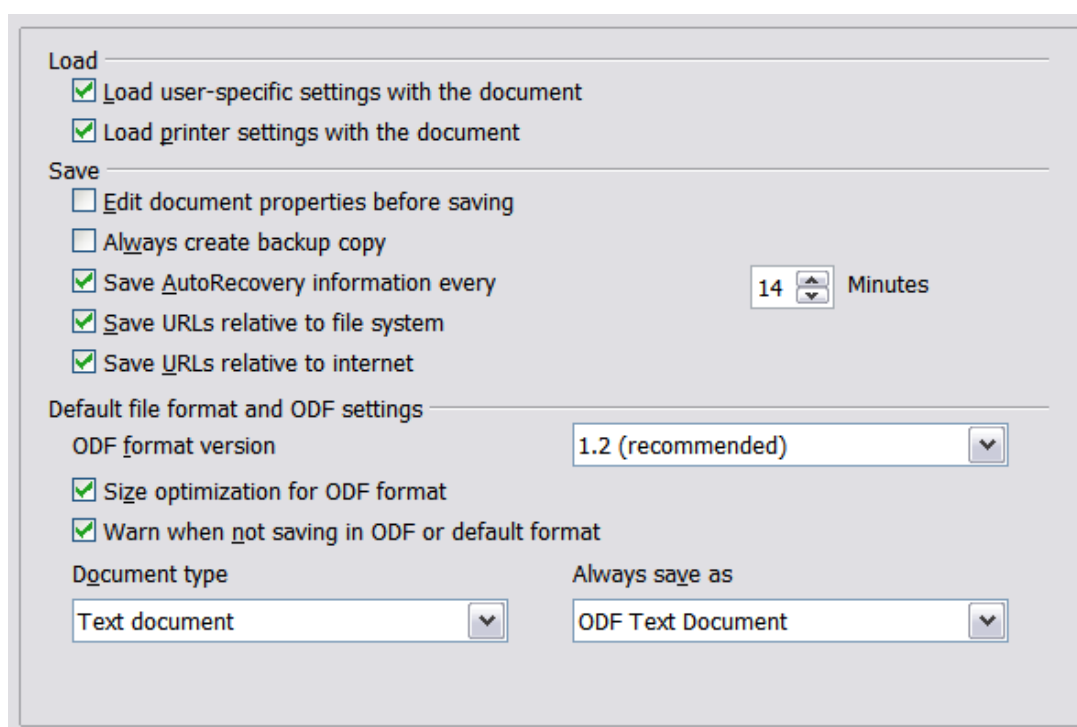 Load
Load user-specific settings with the document
Load printer settings with the document
Save
Edit document properties before saving
Always create backup copy
Save AutoRecovery information every 14 Minutes
Save URLs relative to file system
Save URLs relative to internet
Default file format and ODF settings
ODF format version 1.2 (recommended)
Size optimization for ODF format
Warn when not saving in ODF or default format
Document type Always save as
Text document ODF Text Document